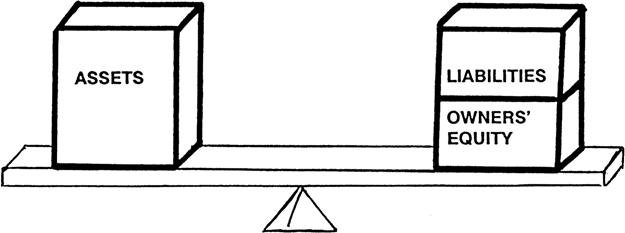 ASSETS
LIABILITIES
OWNERS'
EQUITY